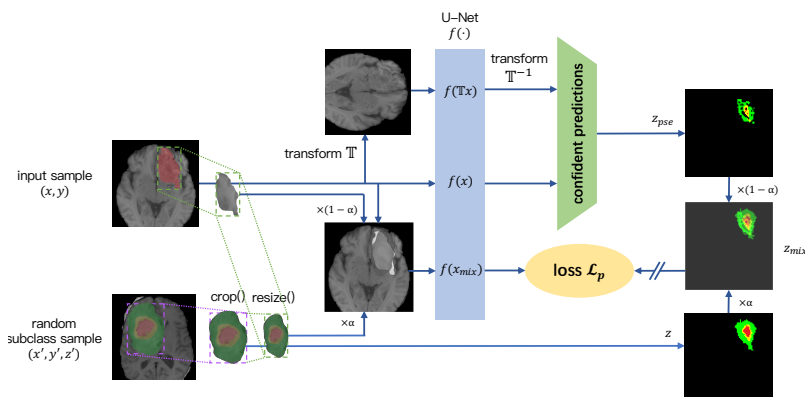 U-Net
f(·)
transform
𝕋⁻¹
f(𝕋x)
confident predictions
z_pse
transform 𝕋
input sample
(x, y)
f(x)
×(1 − α)
×(1 − α)
z_mix
f(x_mix)
loss ℒ_p
crop()
resize()
×α
×α
random
subclass sample
(x′, y′, z′)
z